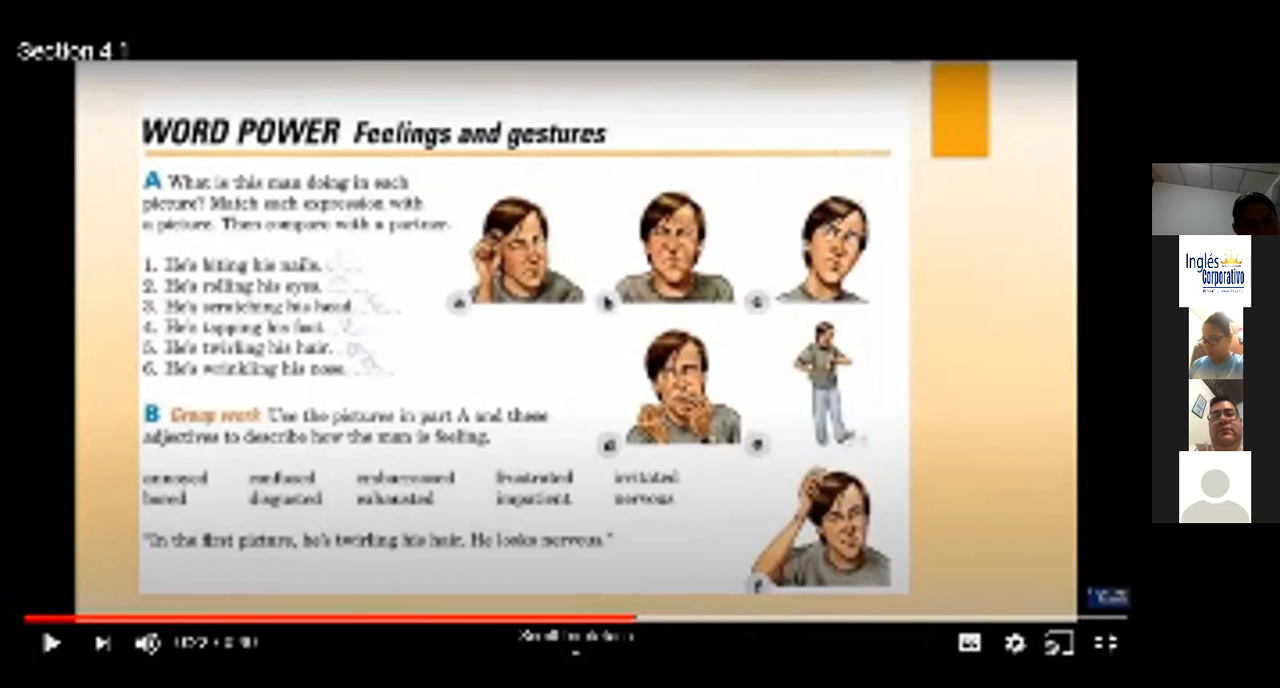 Section 4.1
WORD POWER Feelings and gestures
A What is this man doing in each
picture? Match each expression with
a picture. Then compare with a partner.
1. He's biting his nails.
2. He's rolling his eyes.
3. He's scratching his head.
4. He's tapping his foot.
5. He's twirling his hair.
6. He's wrinkling his nose.
a
b
c
d
e
f
B Group work Use the pictures in part A and these
adjectives to describe how the man is feeling.
annoyed confused embarrassed frustrated irritated
bored disgusted exhausted impatient nervous
"In the first picture, he's twirling his hair. He looks nervous."
Scroll for details
Inglés
Corporativo